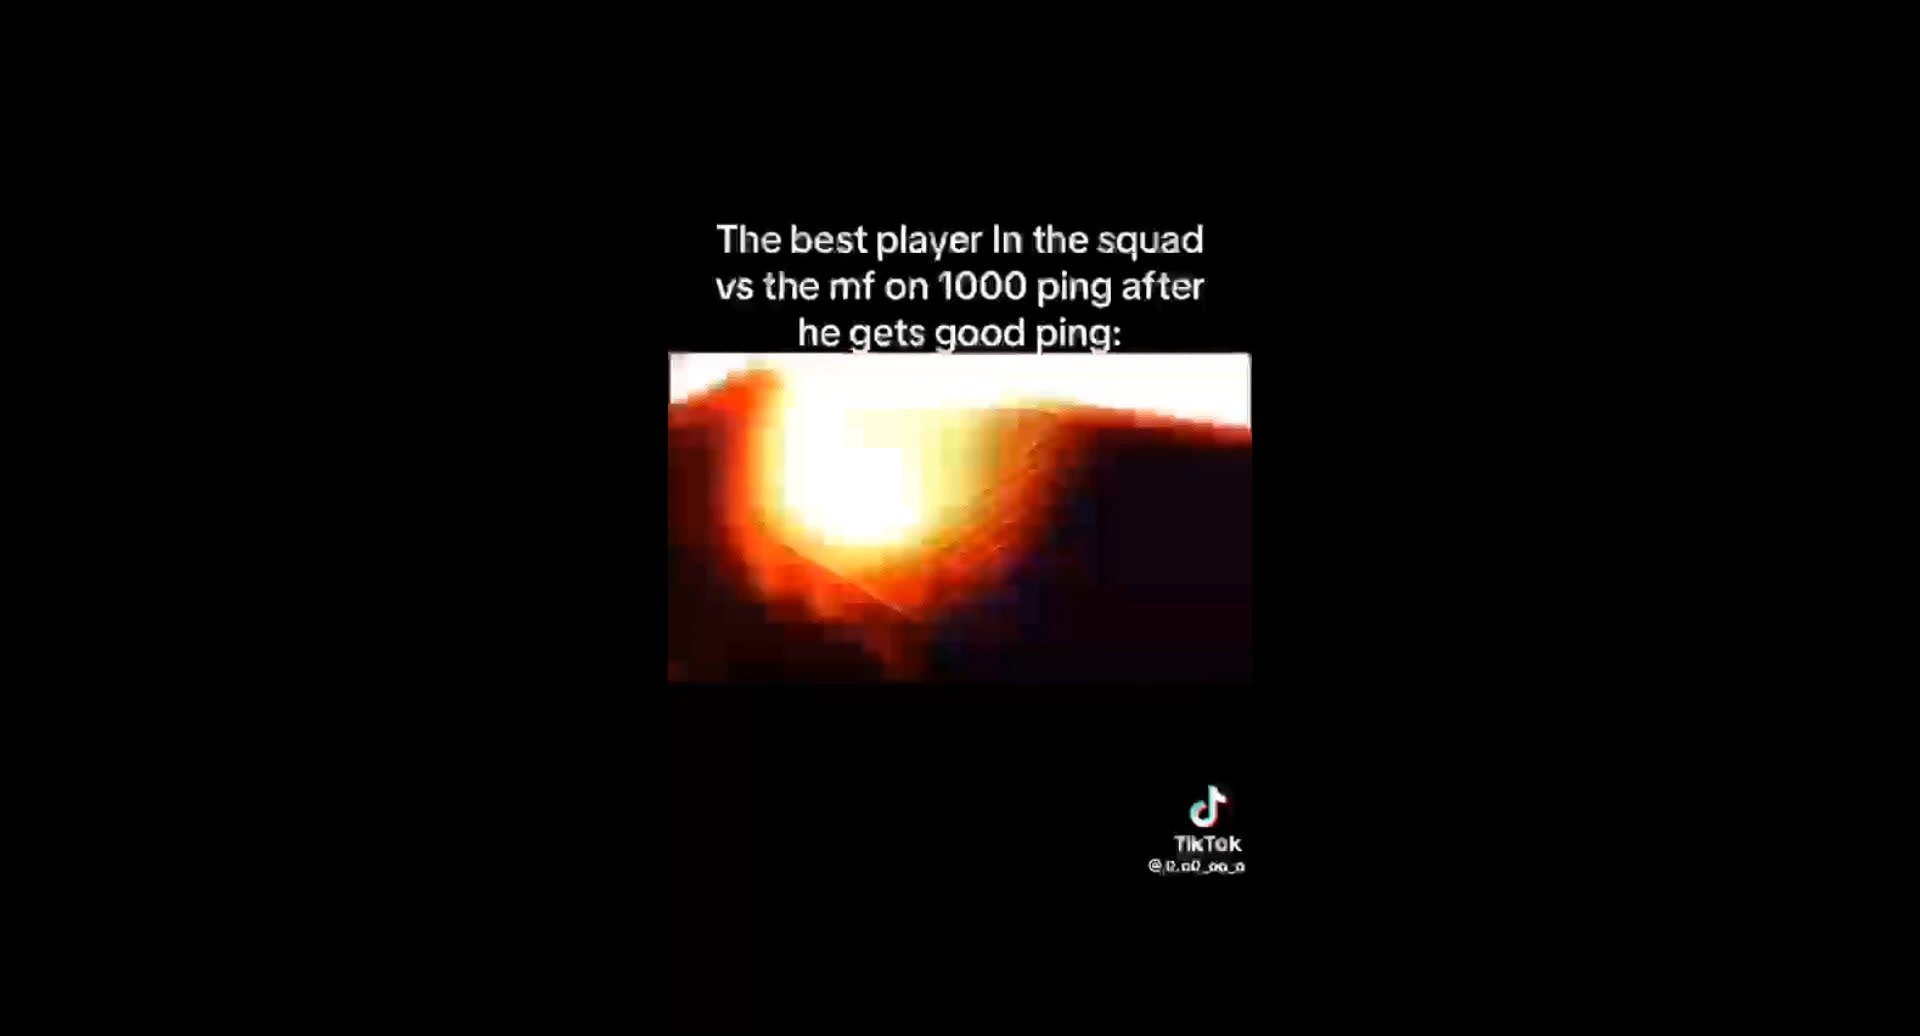 The best player In the squad
vs the mf on 1000 ping after
he gets good ping:
TikTok